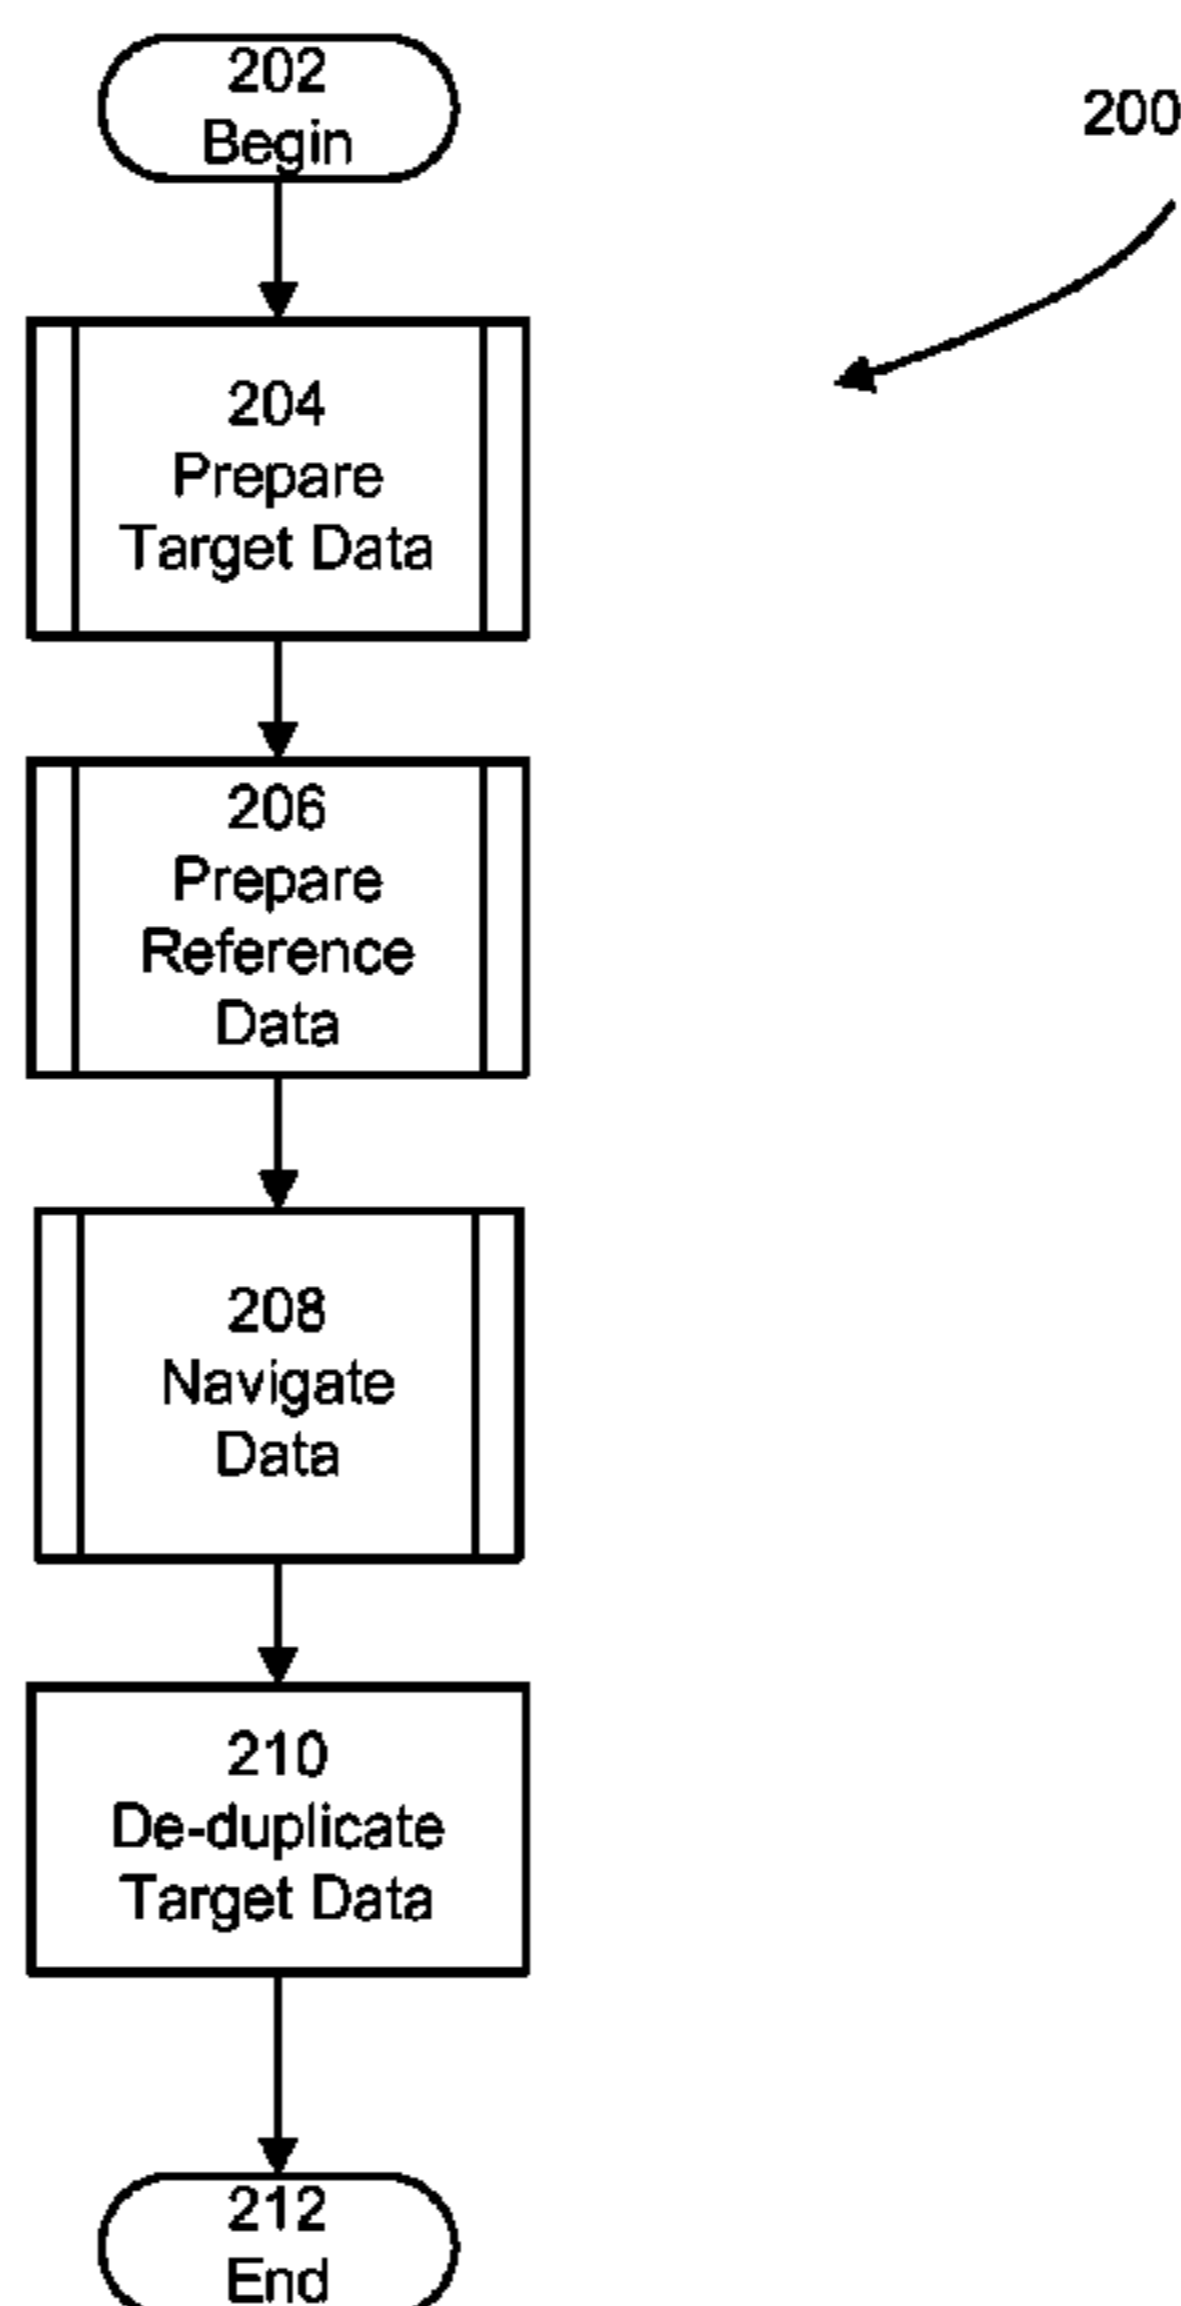 202
Begin
200
204
Prepare
Target Data
206
Prepare
Reference
Data
208
Navigate
Data
210
De-duplicate
Target Data
212
End